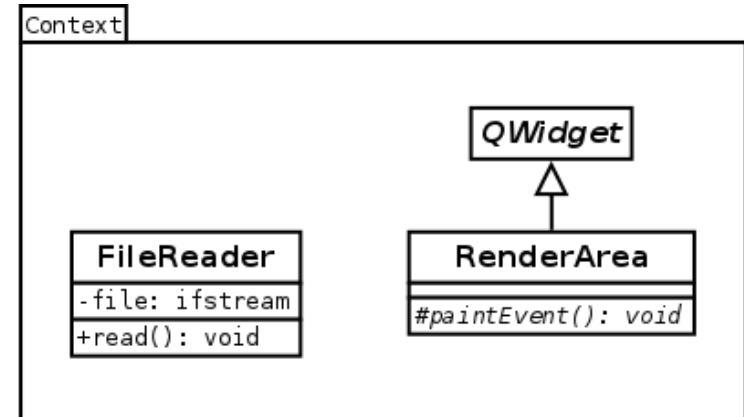 Context
QWidget
FileReader
-file: ifstream
+read(): void
RenderArea
#paintEvent(): void